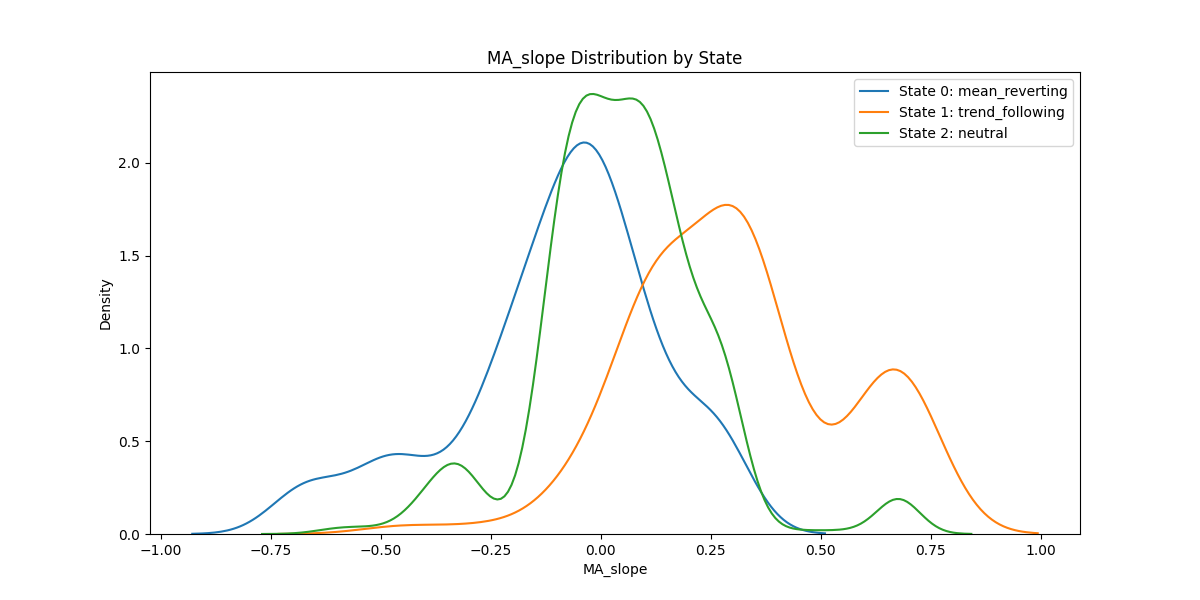 MA_slope Distribution by State
State 0: mean_reverting
State 1: trend_following
State 2: neutral
Density
2.0
1.5
1.0
0.5
0.0
−1.00 −0.75 −0.50 −0.25 0.00 0.25 0.50 0.75 1.00
MA_slope